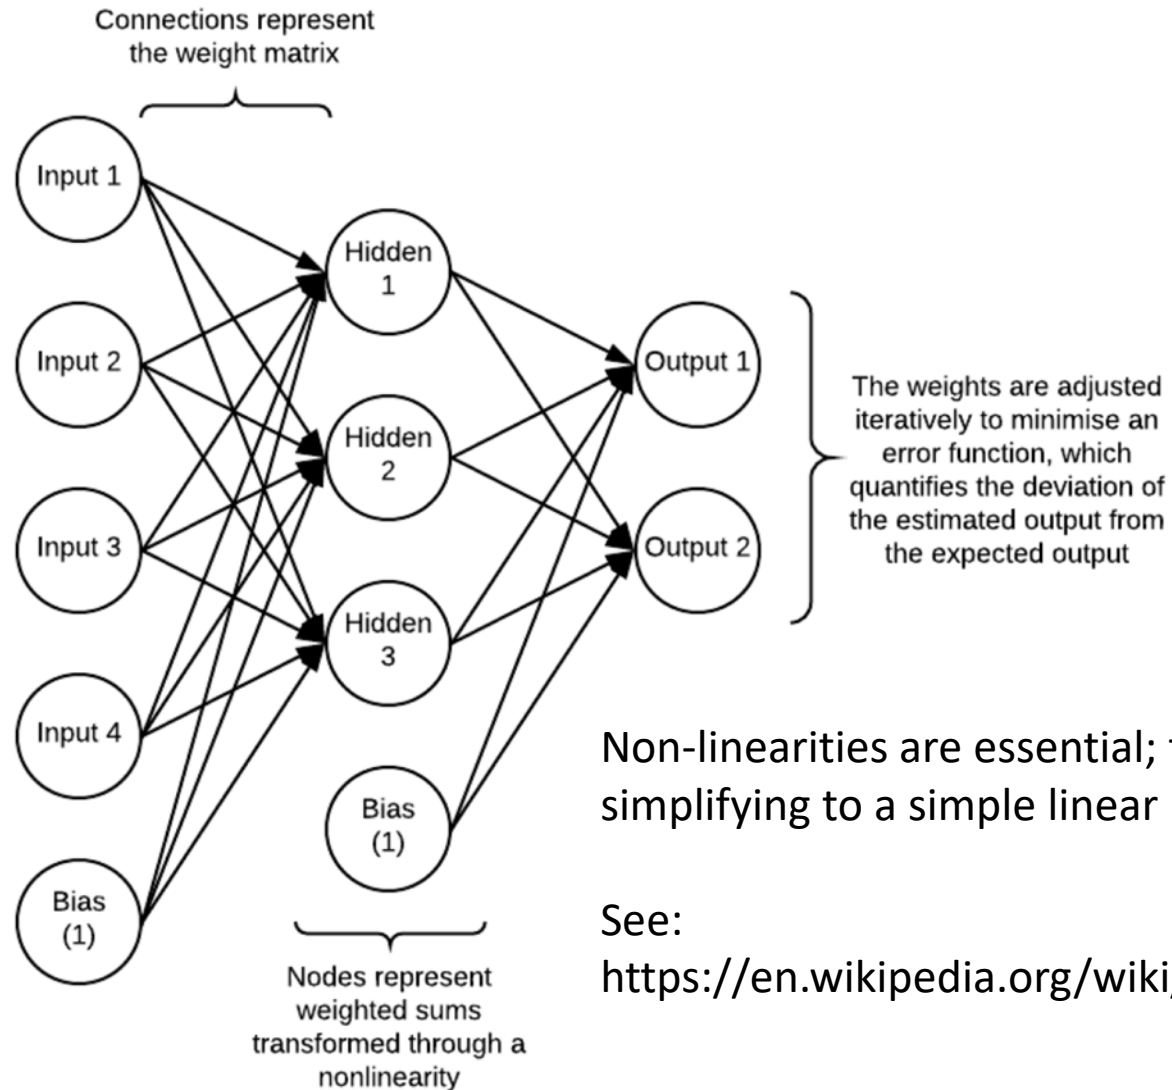 Connections represent
the weight matrix
Input 1
Input 2
Input 3
Input 4
Bias
(1)
Hidden
1
Hidden
2
Hidden
3
Bias
(1)
Output 1
Output 2
The weights are adjusted
iteratively to minimise an
error function, which
quantifies the deviation of
the estimated output from
the expected output
Nodes represent
weighted sums
transformed through a
nonlinearity
Non-linearities are essential;
simplifying to a simple linear
See:
https://en.wikipedia.org/wiki/